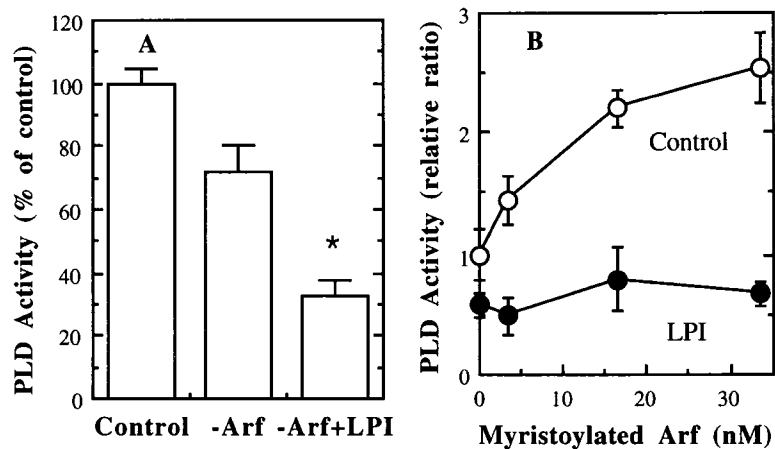 A
PLD Activity (% of control)
120
100
80
60
40
20
0
*
Control -Arf -Arf+LPI
B
PLD Activity (relative ratio)
3
2
1
0
Control
LPI
0 10 20 30
Myristoylated Arf (nM)